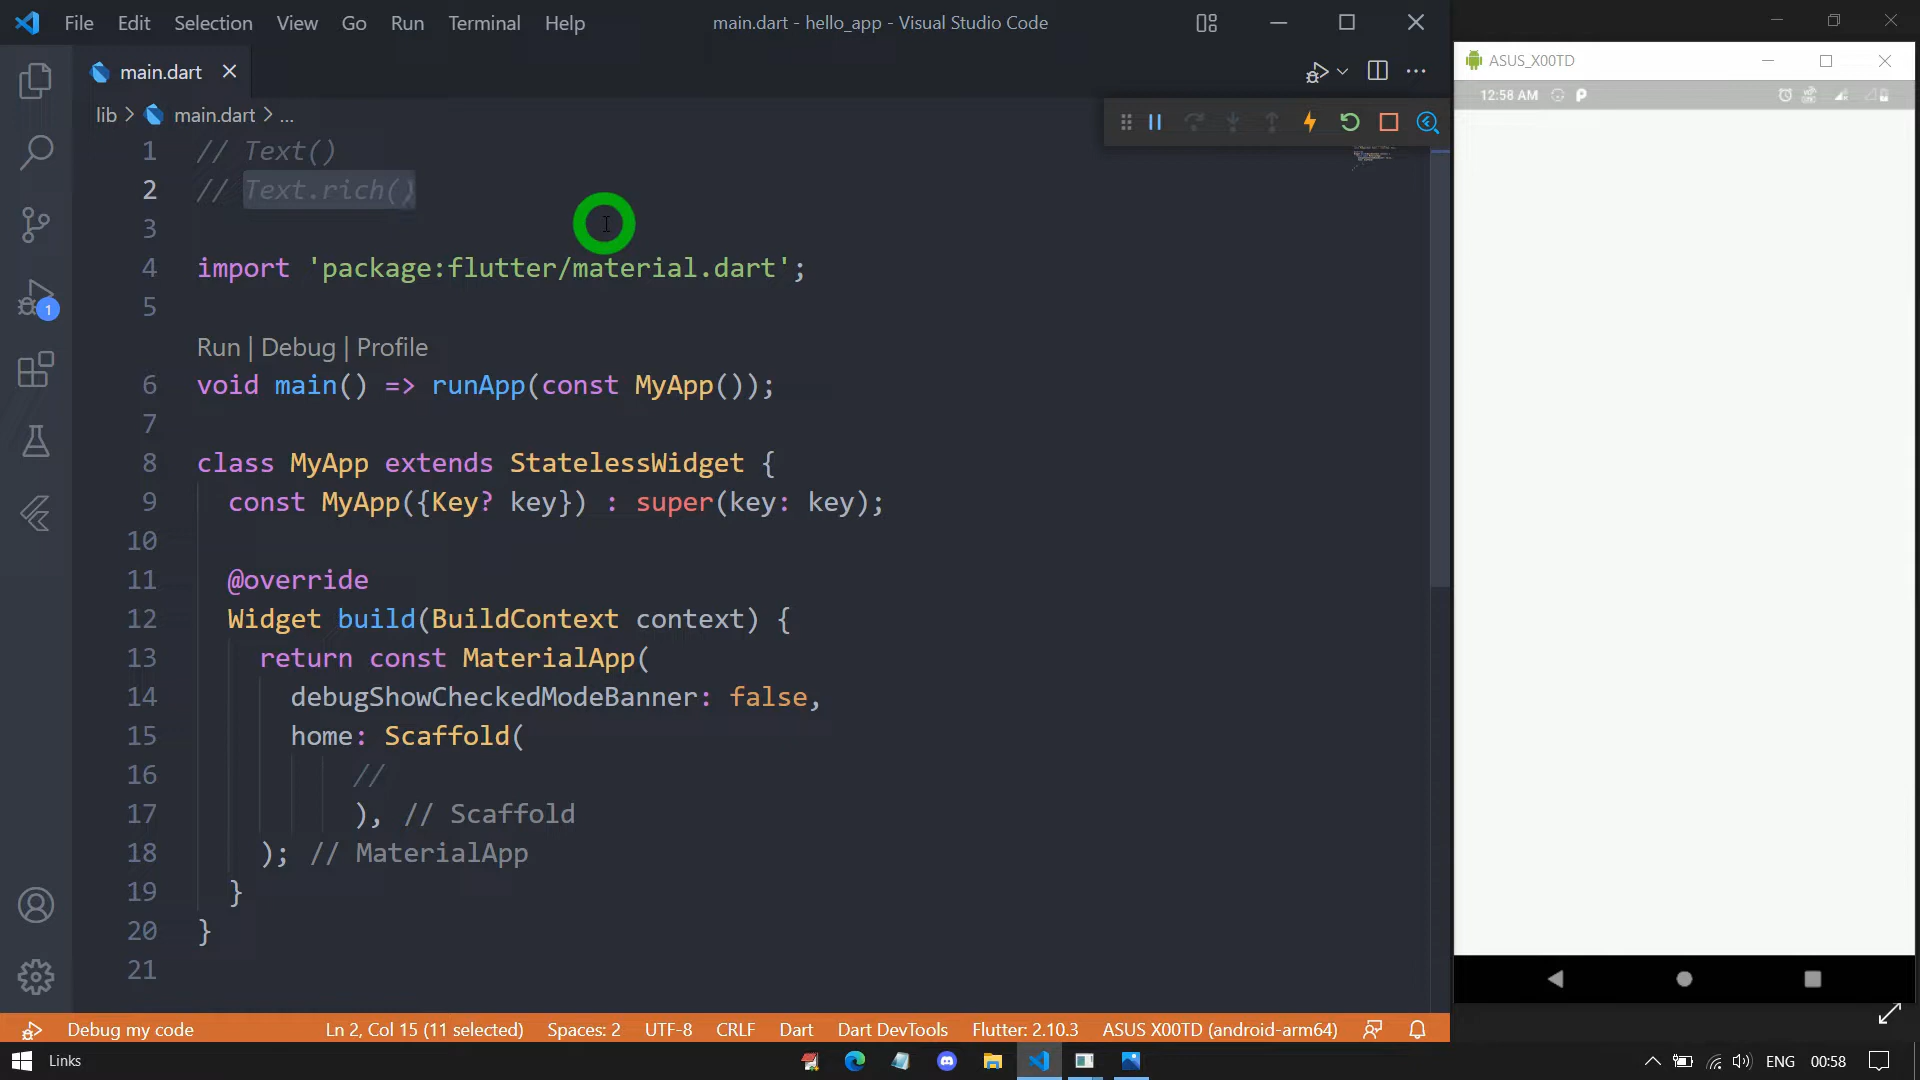 File Edit Selection View Go Run Terminal Help
main.dart - hello_app - Visual Studio Code
main.dart
lib > main.dart > ...
1 // Text()
2 // Text.rich()
3
4 import 'package:flutter/material.dart';
5
Run | Debug | Profile
6 void main() => runApp(const MyApp());
7
8 class MyApp extends StatelessWidget {
9 const MyApp({Key? key}) : super(key: key);
10
11 @override
12 Widget build(BuildContext context) {
13 return const MaterialApp(
14 debugShowCheckedModeBanner: false,
15 home: Scaffold(
16 //
17 ), // Scaffold
18 ); // MaterialApp
19 }
20 }
21
1
ASUS_X00TD
12:58 AM
Debug my code Ln 2, Col 15 (11 selected) Spaces: 2 UTF-8 CRLF Dart Dart DevTools Flutter: 2.10.3 ASUS X00TD (android-arm64)
Links ENG 00:58